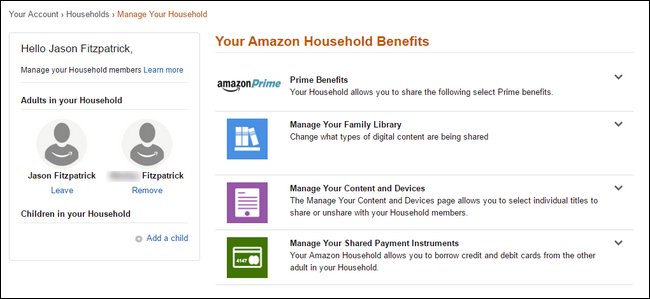 Your Account › Households › Manage Your Household
Hello Jason Fitzpatrick,
Manage your Household members Learn more
Adults in your Household
Jason Fitzpatrick
Fitzpatrick
Leave
Remove
Children in your Household
Add a child
Your Amazon Household Benefits
amazonPrime
Prime Benefits
Your Household allows you to share the following select Prime benefits.
Manage Your Family Library
Change what types of digital content are being shared
Manage Your Content and Devices
The Manage Your Content and Devices page allows you to select individual titles to
share or unshare with your Household members.
4147
Manage Your Shared Payment Instruments
Your Amazon Household allows you to borrow credit and debit cards from the other
adult in your Household.